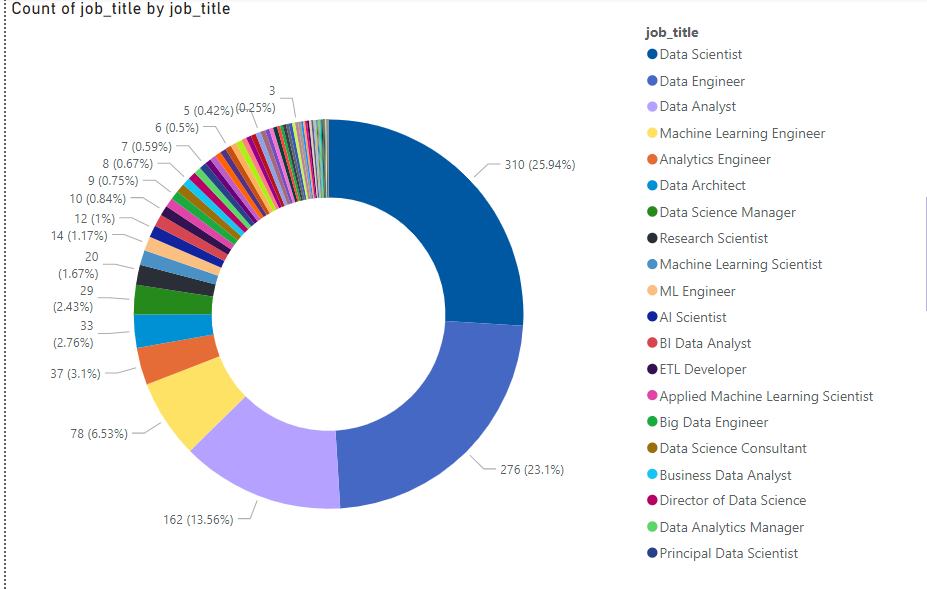 Count of job_title by job_title
3
5 (0.42%)
(0.25%)
6 (0.5%)
7 (0.59%)
8 (0.67%)
9 (0.75%)
10 (0.84%)
12 (1%)
14 (1.17%)
20
(1.67%)
29
(2.43%)
33
(2.76%)
37 (3.1%)
78 (6.53%)
162 (13.56%)
276 (23.1%)
310 (25.94%)
job_title
Data Scientist
Data Engineer
Data Analyst
Machine Learning Engineer
Analytics Engineer
Data Architect
Data Science Manager
Research Scientist
Machine Learning Scientist
ML Engineer
AI Scientist
BI Data Analyst
ETL Developer
Applied Machine Learning Scientist
Big Data Engineer
Data Science Consultant
Business Data Analyst
Director of Data Science
Data Analytics Manager
Principal Data Scientist